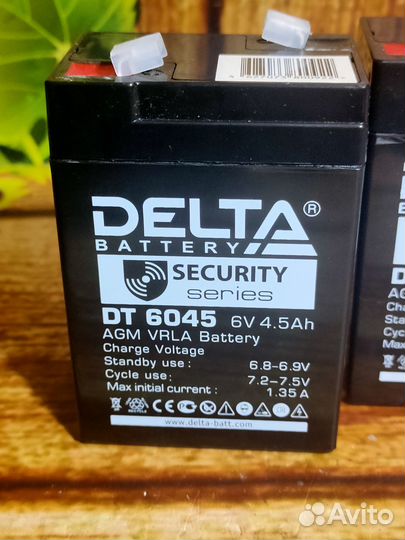 DELTA®
BATTERY
SECURITY
series
DT 6045 6V 4.5Ah
AGM VRLA Battery
Charge Voltage
Standby use : 6.8-6.9V
Cycle use : 7.2-7.5V
Max initial current : 1.35A
www.delta-batt.com
Avito